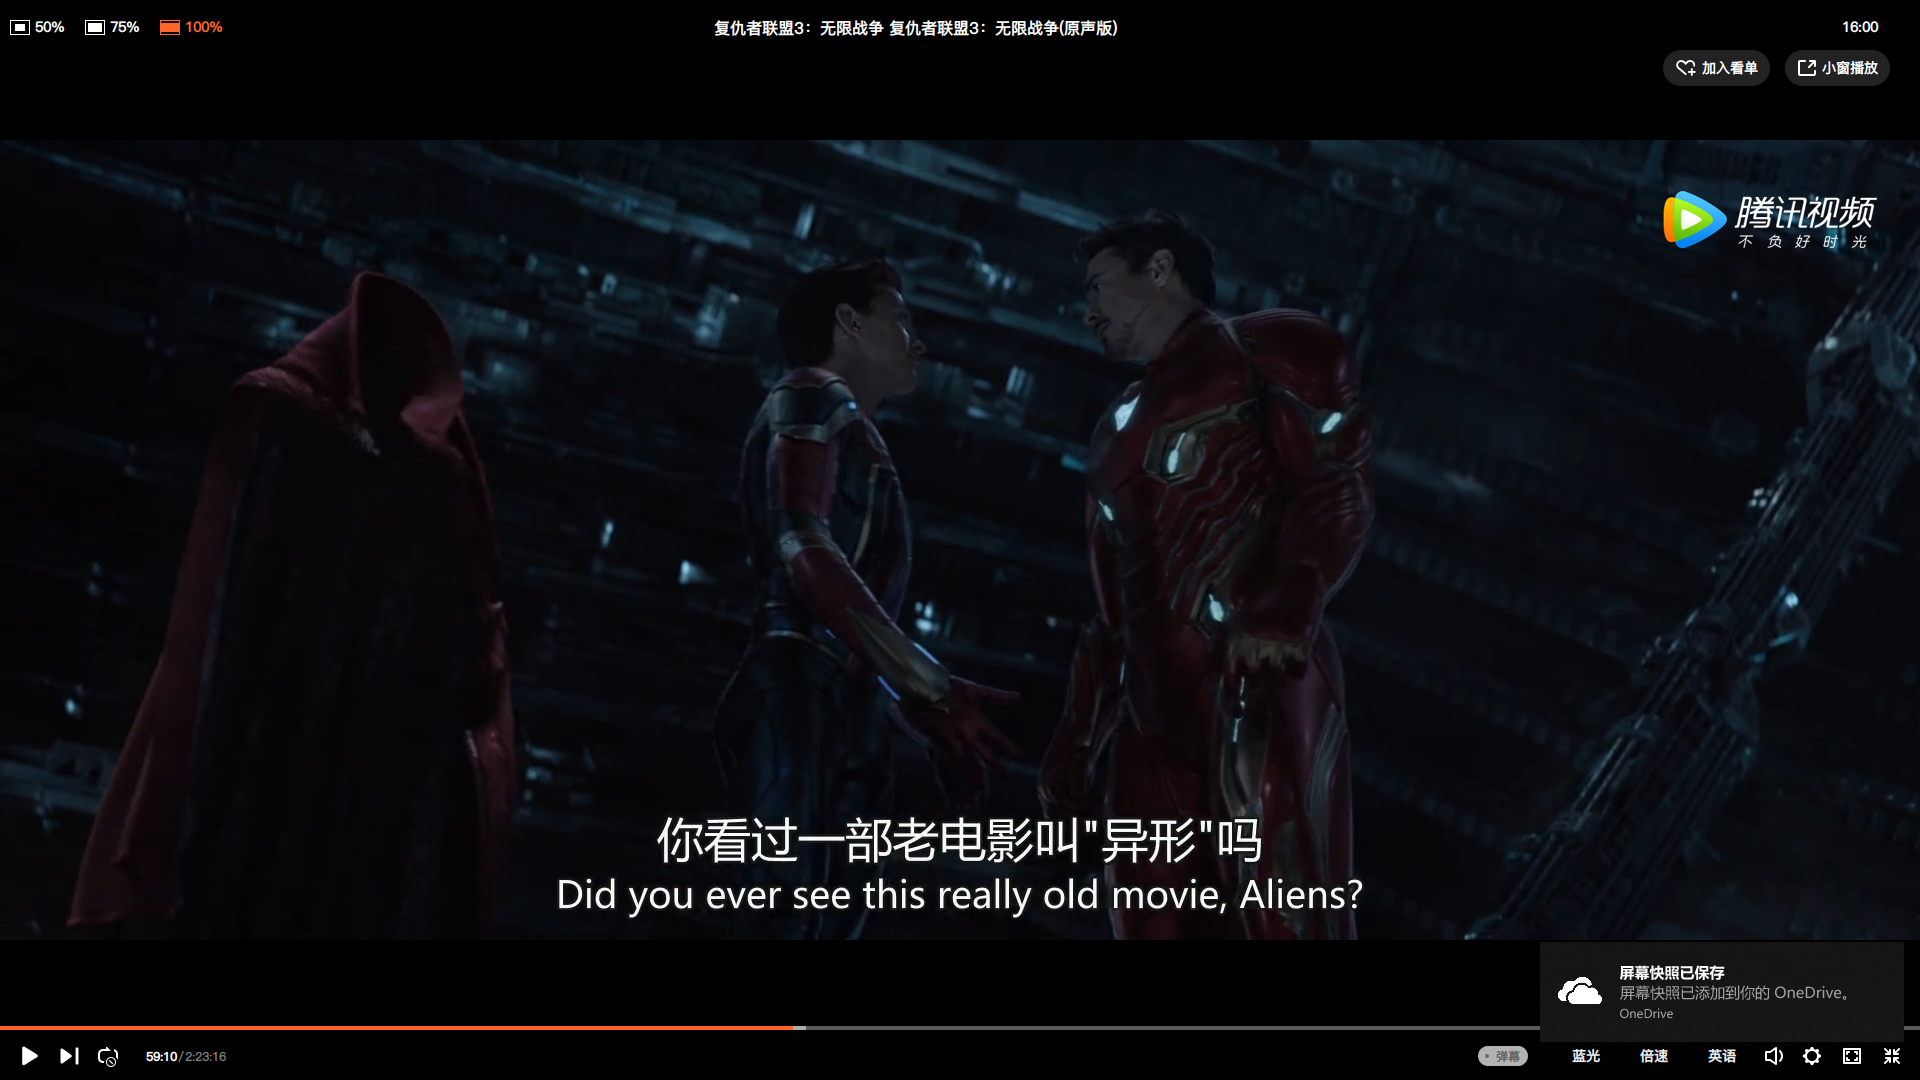 50% 75% 100%
复仇者联盟3：无限战争 复仇者联盟3：无限战争(原声版)
16:00
加入看单
小窗播放
腾讯视频
不负好时光
你看过一部老电影叫"异形"吗
Did you ever see this really old movie, Aliens?
屏幕快照已保存
屏幕快照已添加到你的 OneDrive。
OneDrive
59:10/2:23:16
弹幕
蓝光
倍速
英语